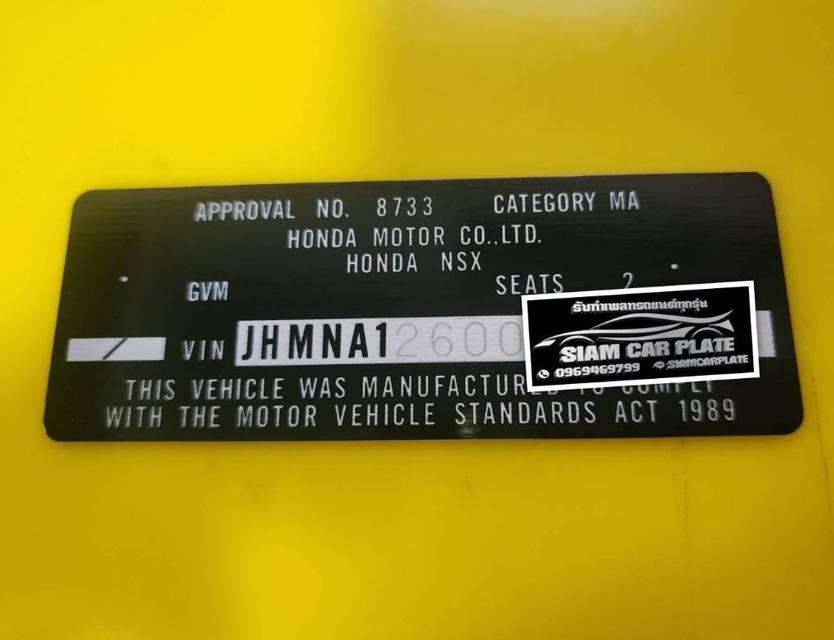 APPROVAL NO. 8733 CATEGORY MA
HONDA MOTOR CO.,LTD.
HONDA NSX
GVM SEATS 2
/ VIN JHMNA12600
รับทำเพลทรถยนต์ทุกรุ่น
SIAM CAR PLATE
0969469799 @SIAMCARPLATE
THIS VEHICLE WAS MANUFACTURED TO COMPLY
WITH THE MOTOR VEHICLE STANDARDS ACT 1989